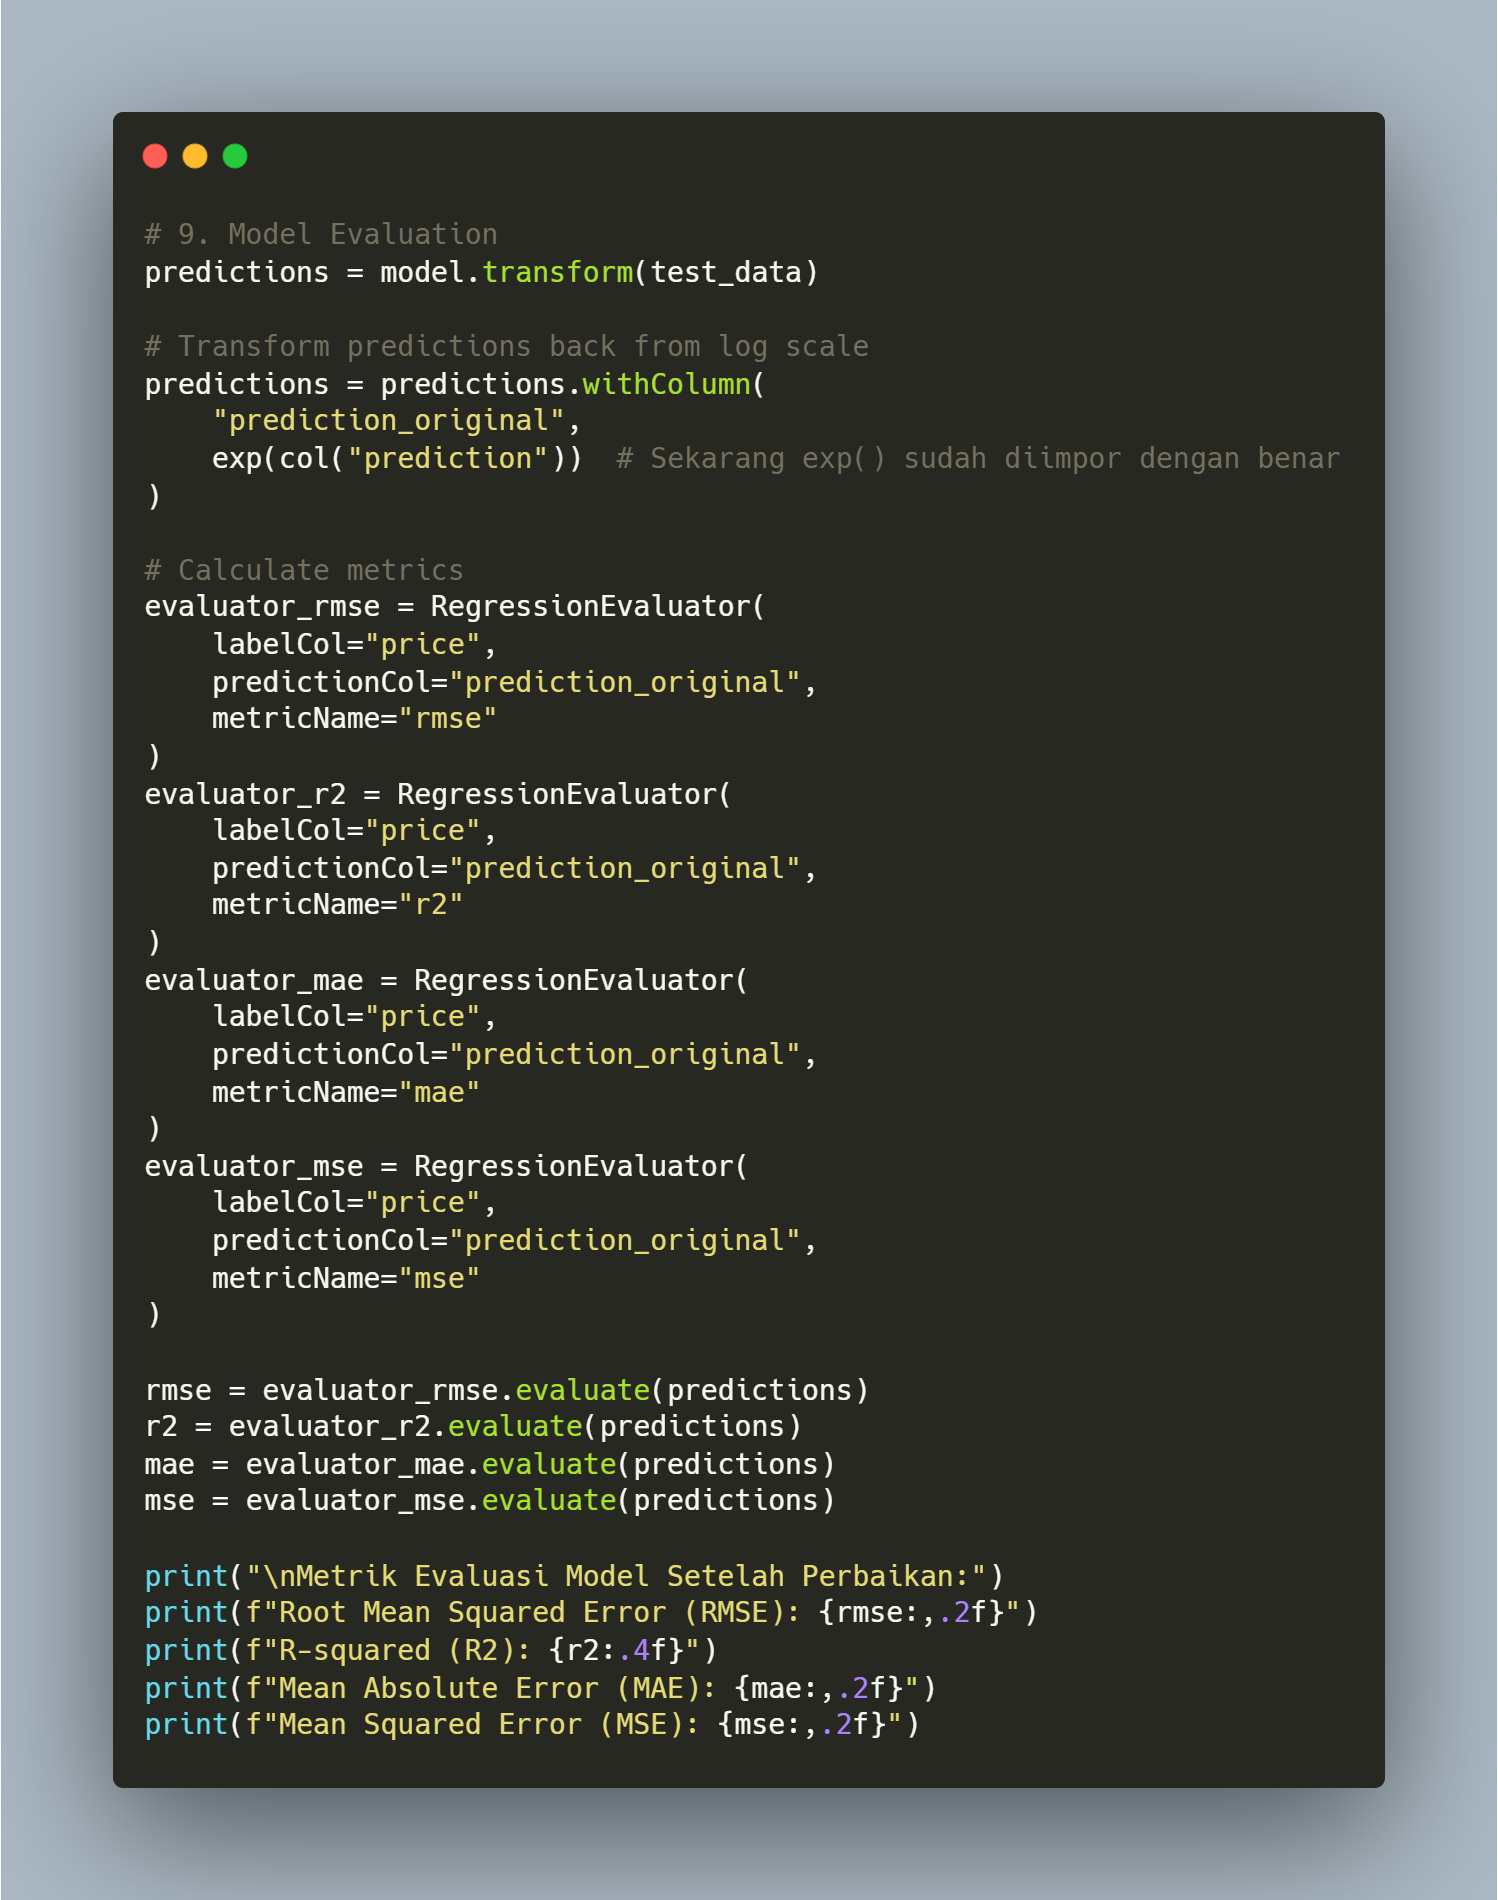 # 9. Model Evaluation
predictions = model.transform(test_data)
# Transform predictions back from log scale
predictions = predictions.withColumn(
    "prediction_original",
    exp(col("prediction"))  # Sekarang exp() sudah diimpor dengan benar
)
# Calculate metrics
evaluator_rmse = RegressionEvaluator(
    labelCol="price",
    predictionCol="prediction_original",
    metricName="rmse"
)
evaluator_r2 = RegressionEvaluator(
    labelCol="price",
    predictionCol="prediction_original",
    metricName="r2"
)
evaluator_mae = RegressionEvaluator(
    labelCol="price",
    predictionCol="prediction_original",
    metricName="mae"
)
evaluator_mse = RegressionEvaluator(
    labelCol="price",
    predictionCol="prediction_original",
    metricName="mse"
)
rmse = evaluator_rmse.evaluate(predictions)
r2 = evaluator_r2.evaluate(predictions)
mae = evaluator_mae.evaluate(predictions)
mse = evaluator_mse.evaluate(predictions)
print("\nMetrik Evaluasi Model Setelah Perbaikan:")
print(f"Root Mean Squared Error (RMSE): {rmse:,.2f}")
print(f"R-squared (R2): {r2:.4f}")
print(f"Mean Absolute Error (MAE): {mae:,.2f}")
print(f"Mean Squared Error (MSE): {mse:,.2f}")